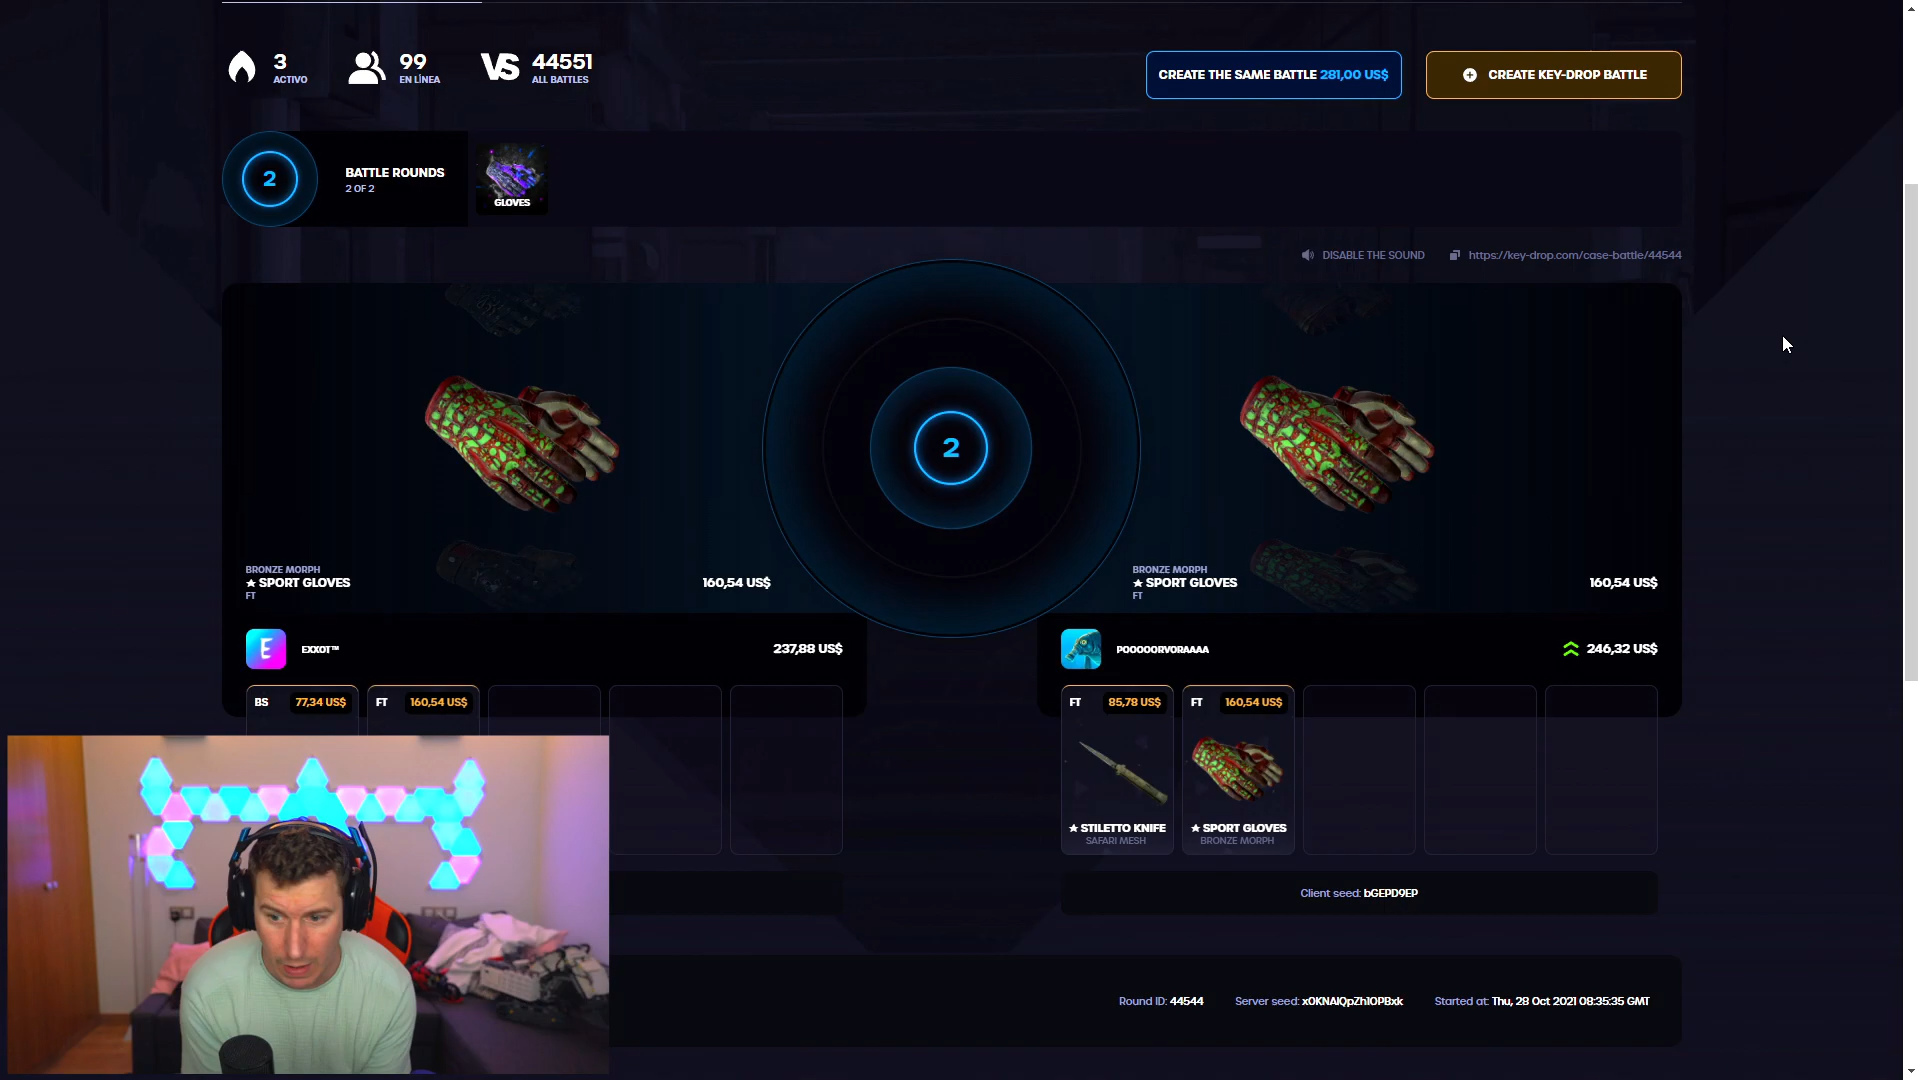 3
ACTIVO
99
EN LÍNEA
VS
44551
ALL BATTLES
CREATE THE SAME BATTLE 281,00 US$
CREATE KEY-DROP BATTLE
2
BATTLE ROUNDS
2 OF 2
GLOVES
DISABLE THE SOUND
https://key-drop.com/case-battle/44544
2
BRONZE MORPH
★ SPORT GLOVES
FT
160,54 US$
BRONZE MORPH
★ SPORT GLOVES
FT
160,54 US$
E
EXXOT™
237,88 US$
POOOOORVORAAAA
246,32 US$
BS 77,34 US$
FT 160,54 US$
FT 85,78 US$
FT 160,54 US$
★ STILETTO KNIFE
SAFARI MESH
★ SPORT GLOVES
BRONZE MORPH
Client seed: bGEPD9EP
Round ID: 44544
Server seed: x0KNAlQpZh1OPBxk
Started at: Thu, 28 Oct 2021 08:35:35 GMT